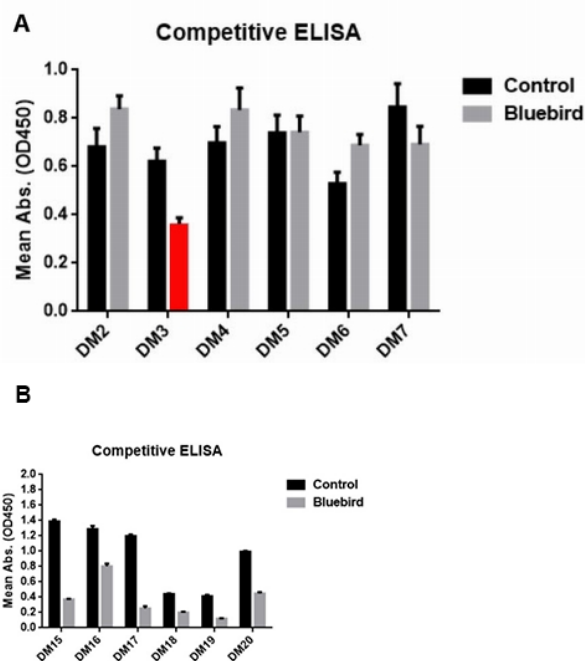 A
Competitive ELISA
Control
Bluebird
Mean Abs. (OD450)
1.0
0.8
0.6
0.4
0.2
0.0
DM2 DM3 DM4 DM5 DM6 DM7
B
Competitive ELISA
Control
Bluebird
Mean Abs. (OD450)
2.0
1.8
1.6
1.4
1.2
1.0
0.8
0.6
0.4
0.2
0.0
DM15 DM16 DM17 DM18 DM19 DM20